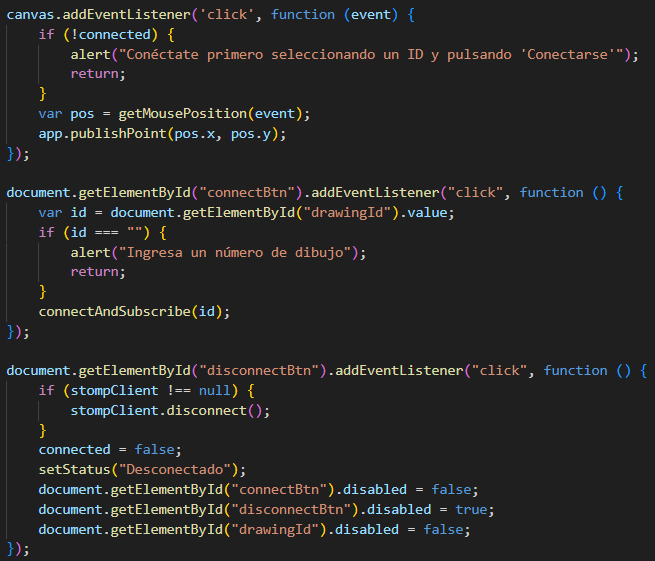 canvas.addEventListener('click', function (event) {
    if (!connected) {
        alert("Conéctate primero seleccionando un ID y pulsando 'Conectarse'");
        return;
    }
    var pos = getMousePosition(event);
    app.publishPoint(pos.x, pos.y);
});

document.getElementById("connectBtn").addEventListener("click", function () {
    var id = document.getElementById("drawingId").value;
    if (id === "") {
        alert("Ingresa un número de dibujo");
        return;
    }
    connectAndSubscribe(id);
});

document.getElementById("disconnectBtn").addEventListener("click", function () {
    if (stompClient !== null) {
        stompClient.disconnect();
    }
    connected = false;
    setStatus("Desconectado");
    document.getElementById("connectBtn").disabled = false;
    document.getElementById("disconnectBtn").disabled = true;
    document.getElementById("drawingId").disabled = false;
});